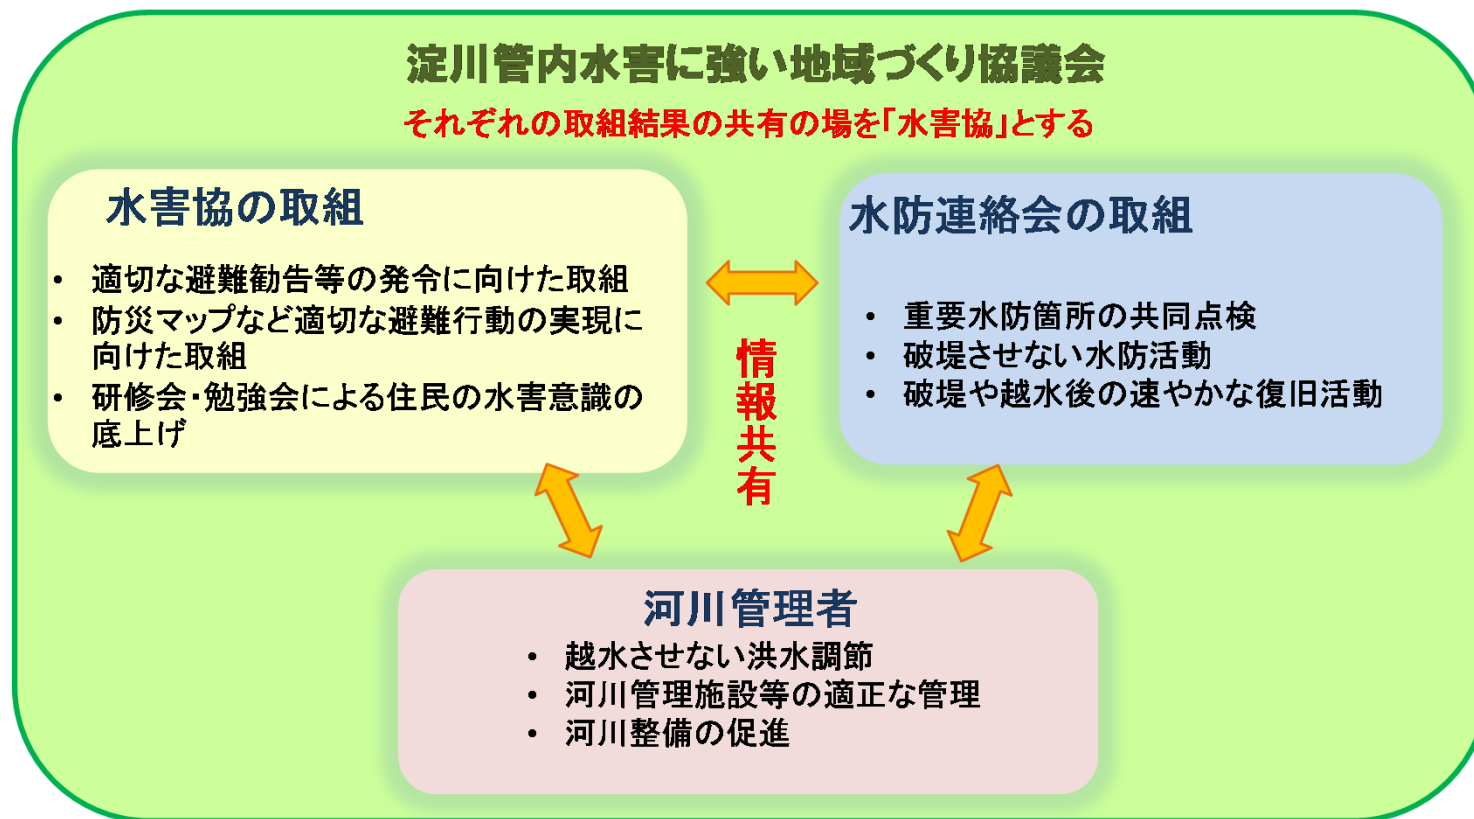 淀川管内水害に強い地域づくり協議会
それぞれの取組結果の共有の場を「水害協」とする
水害協の取組
• 適切な避難勧告等の発令に向けた取組
• 防災マップなど適切な避難行動の実現に
向けた取組
• 研修会・勉強会による住民の水害意識の
底上げ
情報共有
水防連絡会の取組
• 重要水防箇所の共同点検
• 破堤させない水防活動
• 破堤や越水後の速やかな復旧活動
河川管理者
• 越水させない洪水調節
• 河川管理施設等の適正な管理
• 河川整備の促進